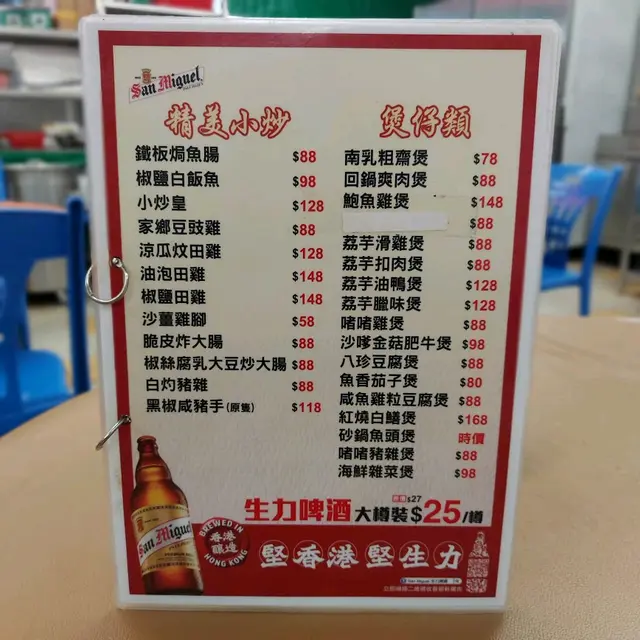 San Miguel
精美小炒
鐵板焗魚腸 $88
椒鹽白飯魚 $98
小炒皇 $128
家鄉豆豉雞 $88
涼瓜炆田雞 $128
油泡田雞 $148
椒鹽田雞 $148
沙薑雞腳 $58
脆皮炸大腸 $88
椒絲腐乳大豆炒大腸 $88
白灼豬雜 $88
黑椒咸豬手(原隻) $118
煲仔類
南乳粗齋煲 $78
回鍋爽肉煲 $88
鮑魚雞煲 $148
$88
荔芋滑雞煲 $88
荔芋扣肉煲 $88
荔芋油鴨煲 $128
荔芋臘味煲 $128
啫啫雞煲 $88
沙嗲金菇肥牛煲 $98
八珍豆腐煲 $88
魚香茄子煲 $80
咸魚雞粒豆腐煲 $88
紅燒白鱔煲 $168
砂鍋魚頭煲 時價
啫啫豬雜煲 $88
海鮮雜菜煲 $98
$27
生力啤酒 大樽裝 $25/樽
San Miguel
BREWED IN
香港
釀造
HONG KONG
堅香港堅生力